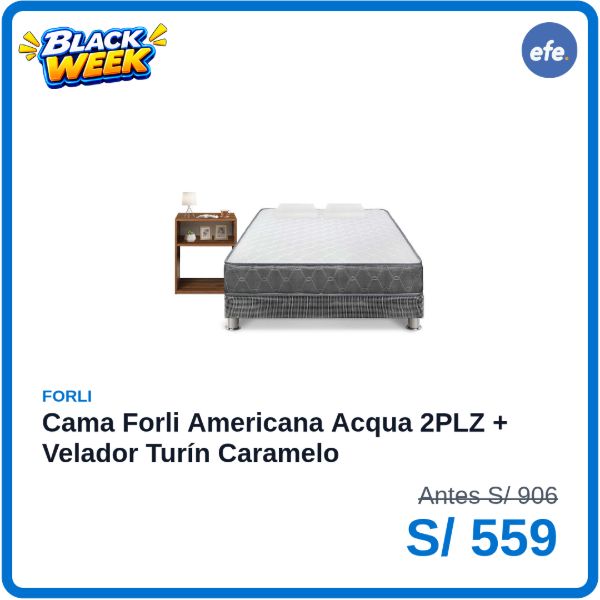 BLACK
WEEK
efe.
FORLI
Cama Forli Americana Acqua 2PLZ +
Velador Turín Caramelo
Antes S/ 906
S/ 559